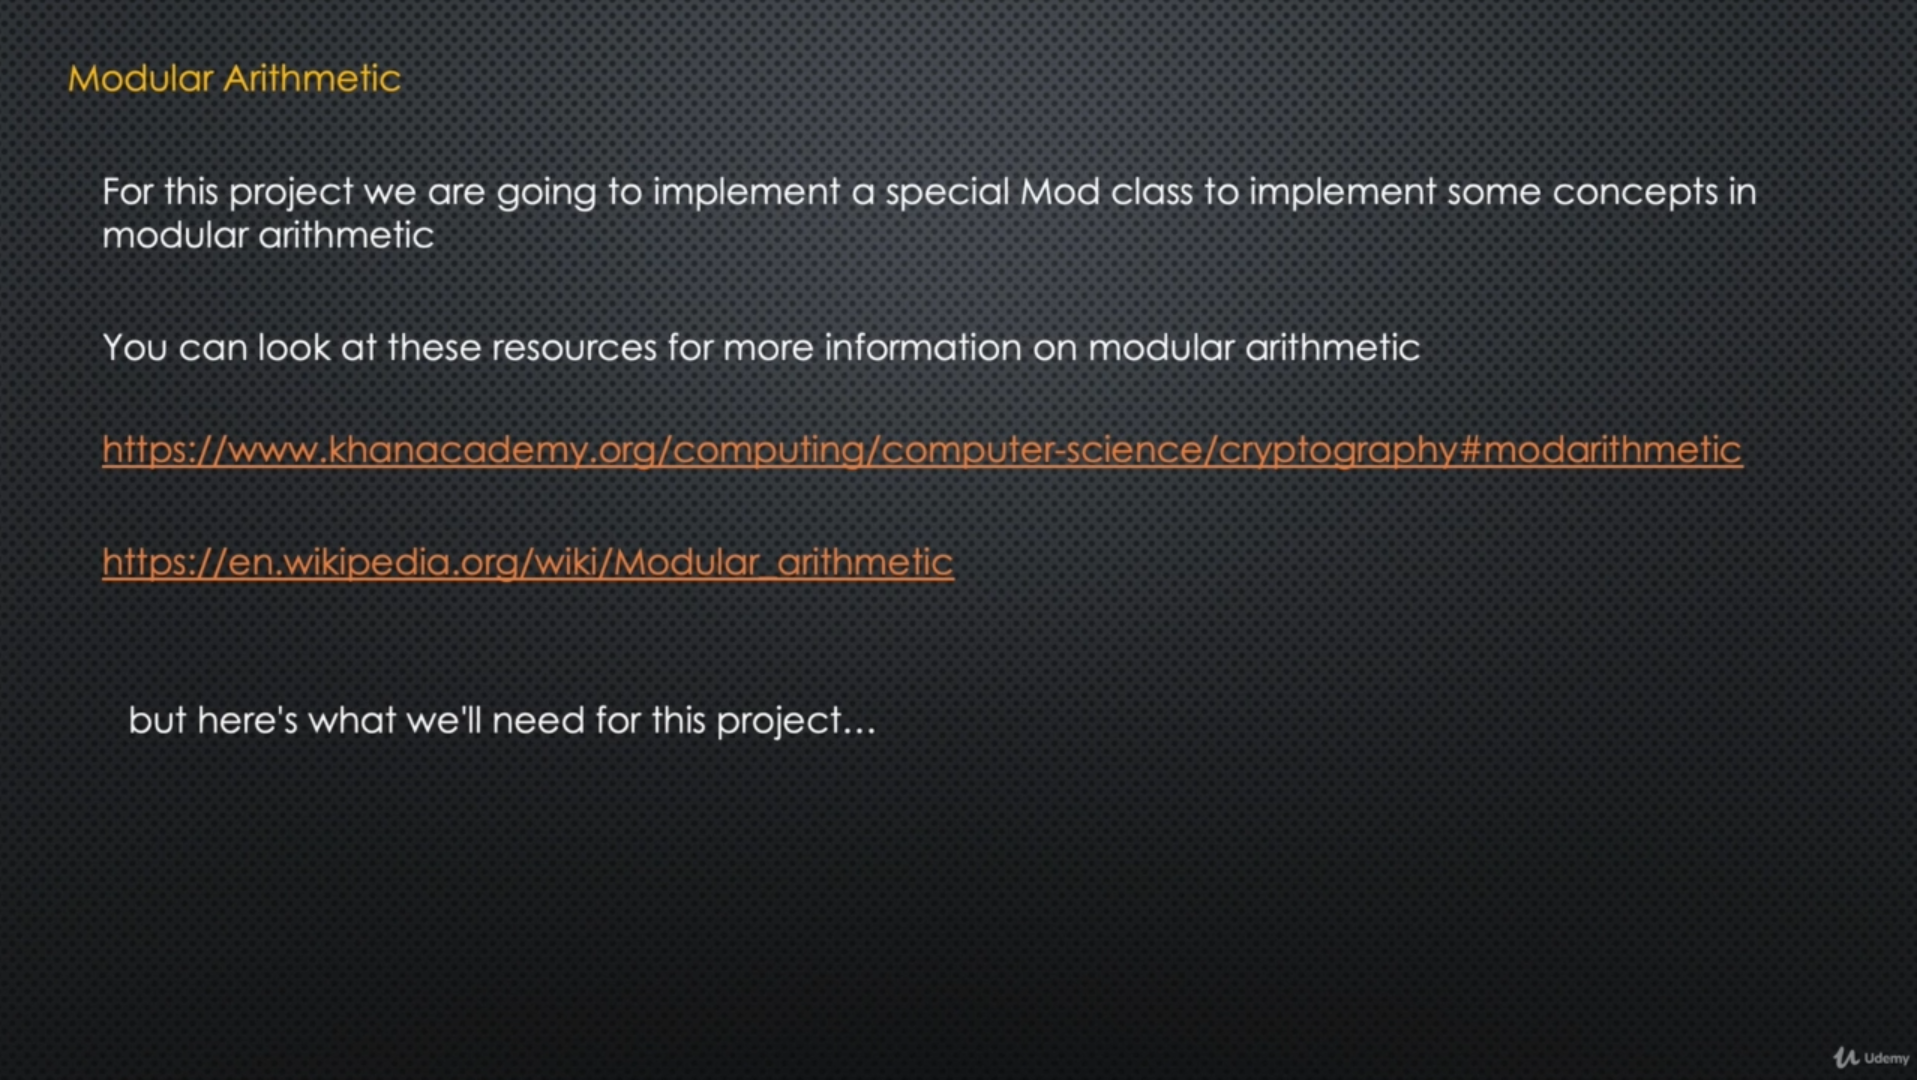 Modular Arithmetic
For this project we are going to implement a special Mod class to implement some concepts in
modular arithmetic
You can look at these resources for more information on modular arithmetic
https://www.khanacademy.org/computing/computer-science/cryptography#modarithmetic
https://en.wikipedia.org/wiki/Modular_arithmetic
but here's what we'll need for this project…
Udemy